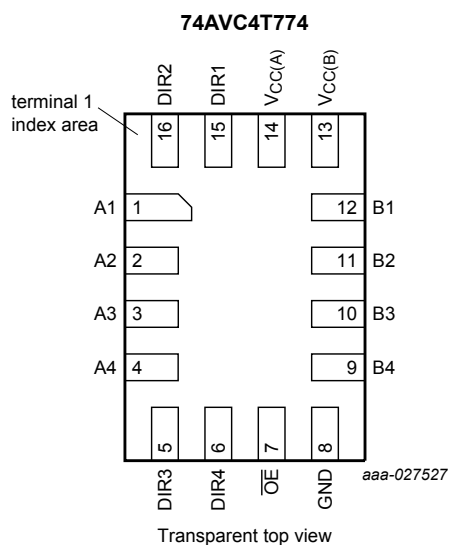 74AVC4T774
DIR2
DIR1
VCC(A)
VCC(B)
terminal 1
index area
16
15
14
13
A1 1
12 B1
A2 2
11 B2
A3 3
10 B3
A4 4
9 B4
5
6
7
8
DIR3
DIR4
O̅E̅
GND
aaa-027527
Transparent top view